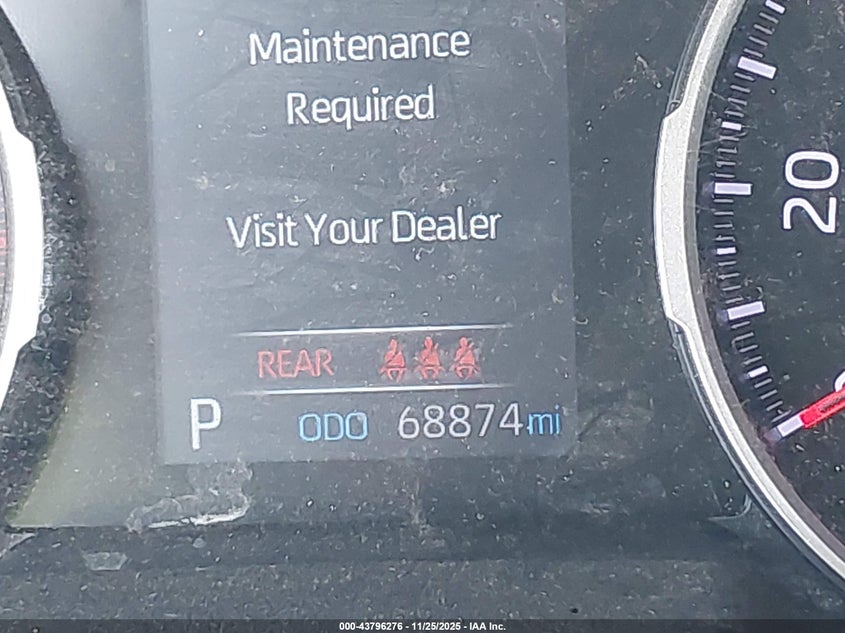 Maintenance
Required
Visit Your Dealer
20
REAR
P ODO 68874mi
000-43796276 - 11/25/2025 - IAA Inc.